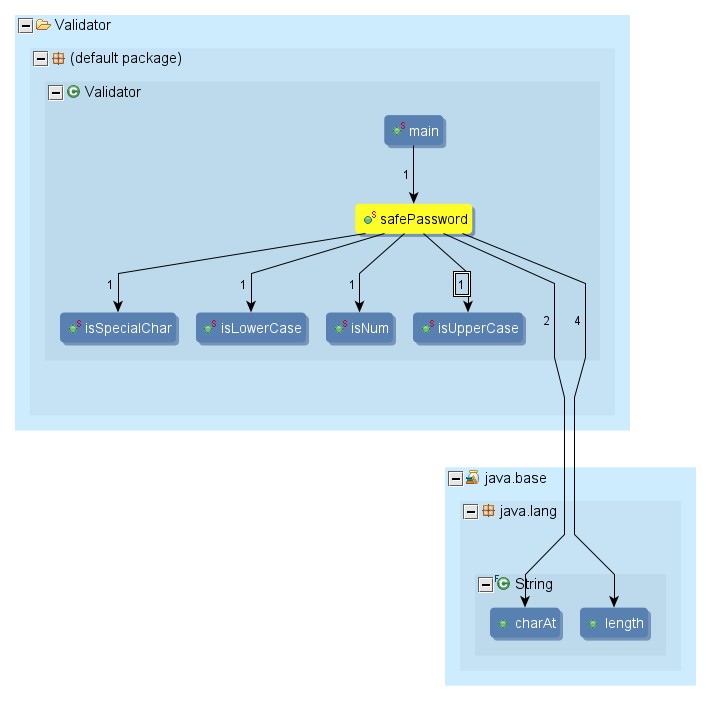 Validator
(default package)
C Validator
S main
1
S safePassword
1
1
1
1
2
4
S isSpecialChar
S isLowerCase
S isNum
S isUpperCase
java.base
java.lang
F C String
charAt
length